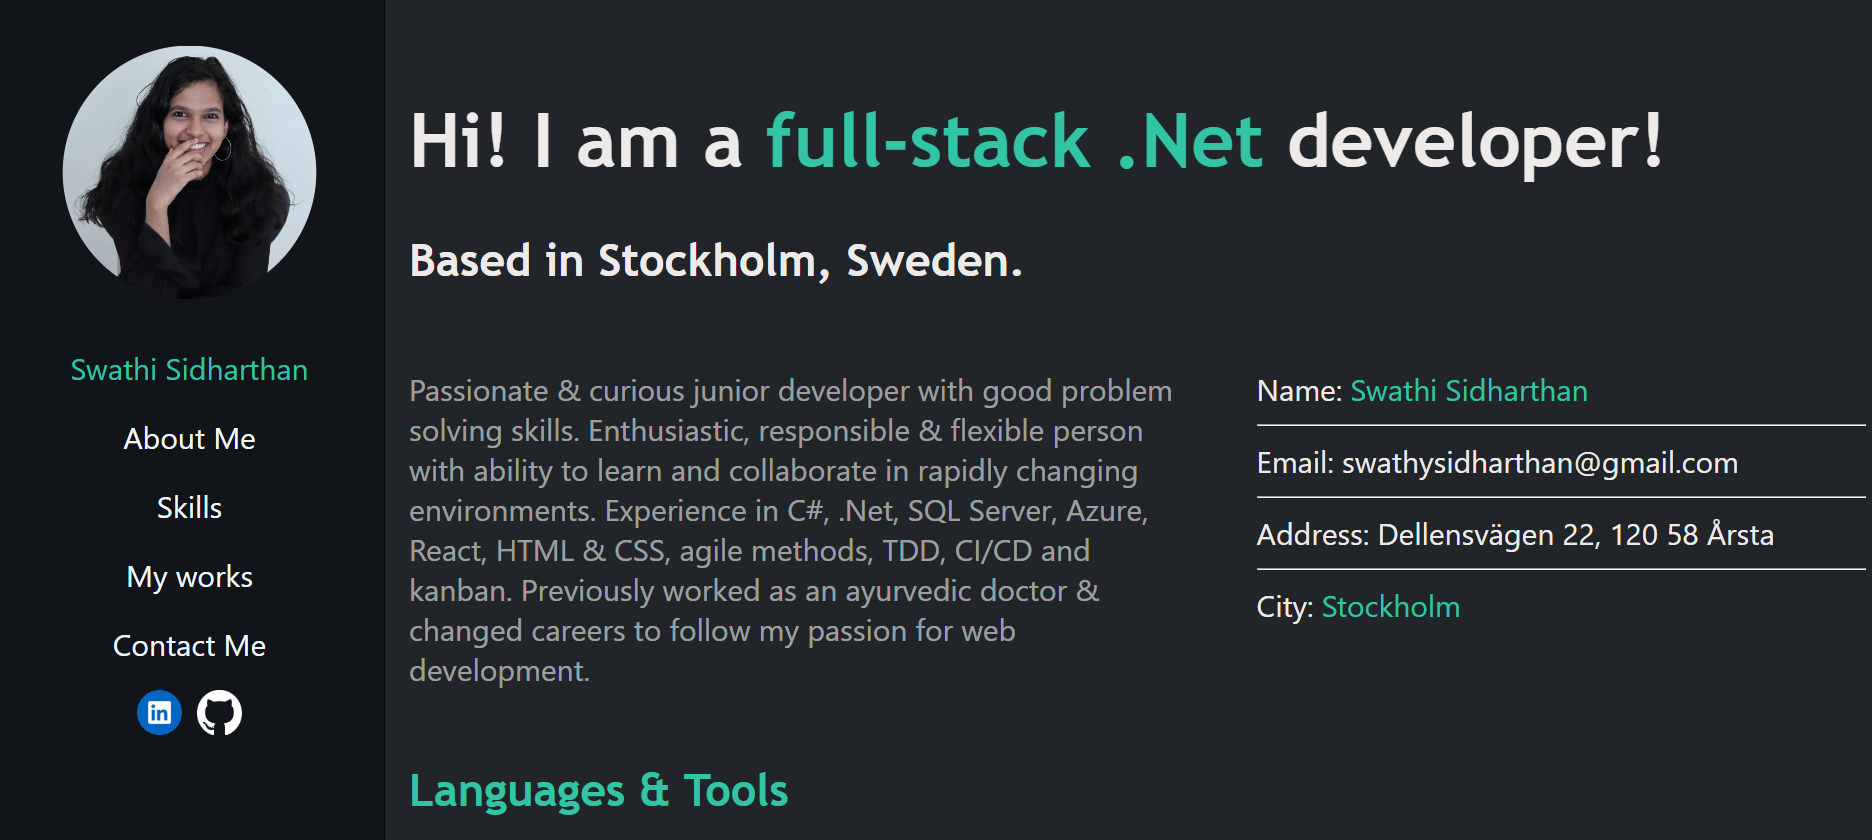 Swathi Sidharthan
About Me
Skills
My works
Contact Me
in
Hi! I am a full-stack .Net developer!
Based in Stockholm, Sweden.
Passionate & curious junior developer with good problem
solving skills. Enthusiastic, responsible & flexible person
with ability to learn and collaborate in rapidly changing
environments. Experience in C#, .Net, SQL Server, Azure,
React, HTML & CSS, agile methods, TDD, CI/CD and
kanban. Previously worked as an ayurvedic doctor &
changed careers to follow my passion for web
development.
Name: Swathi Sidharthan
Email: swathysidharthan@gmail.com
Address: Dellensvägen 22, 120 58 Årsta
City: Stockholm
Languages & Tools